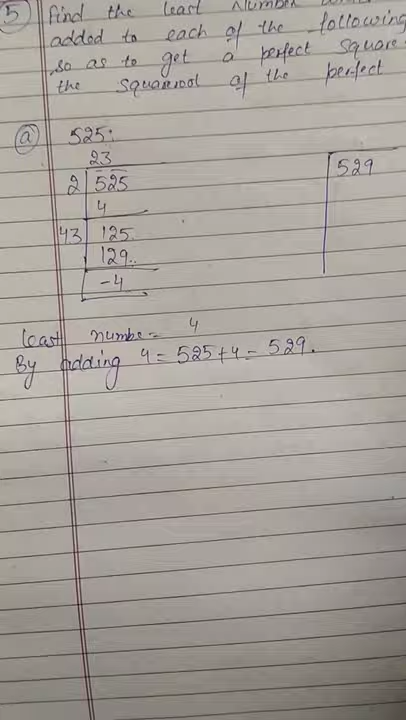 5 Find the least Number
added to each of the following
so as to get a perfect square.
the squareroot of the perfect
a 525:
23
2 525
4
43 125
129
-4
529
least numbe = 4
By adding 4 = 525+4 = 529.